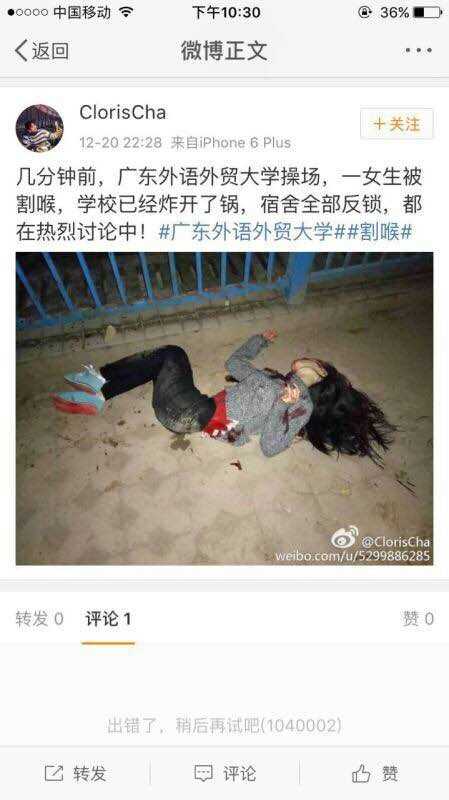 中国移动 下午10:30 36%
返回 微博正文
ClorisCha
+关注
12-20 22:28 来自iPhone 6 Plus
几分钟前，广东外语外贸大学操场，一女生被
割喉，学校已经炸开了锅，宿舍全部反锁，都
在热烈讨论中！#广东外语外贸大学##割喉#
@ClorisCha
weibo.com/u/5299886285
转发 0 评论 1 赞 0
出错了，稍后再试吧(1040002)
转发 评论 赞